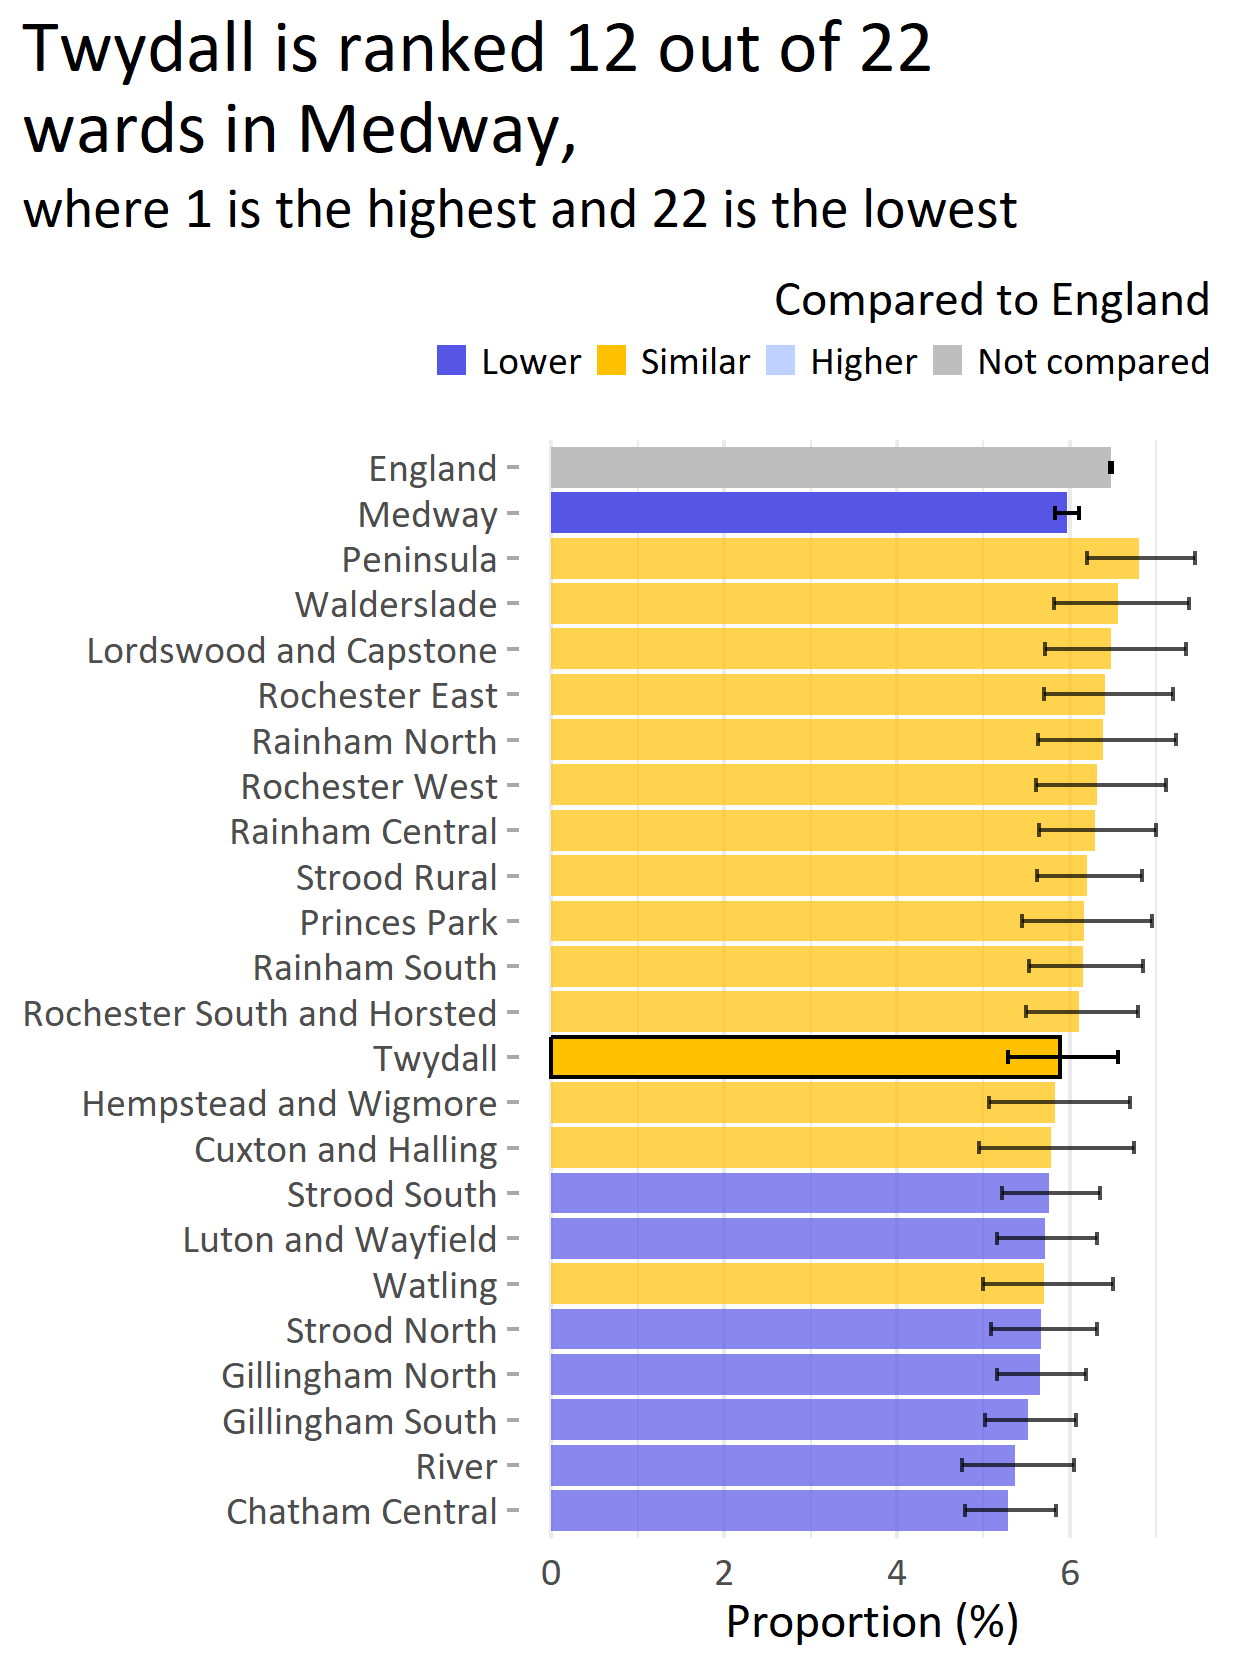 Twydall is ranked 12 out of 22
wards in Medway,
where 1 is the highest and 22 is the lowest
Compared to England
Lower Similar Higher Not compared
England
Medway
Peninsula
Walderslade
Lordswood and Capstone
Rochester East
Rainham North
Rochester West
Rainham Central
Strood Rural
Princes Park
Rainham South
Rochester South and Horsted
Twydall
Hempstead and Wigmore
Cuxton and Halling
Strood South
Luton and Wayfield
Watling
Strood North
Gillingham North
Gillingham South
River
Chatham Central
0 2 4 6
Proportion (%)